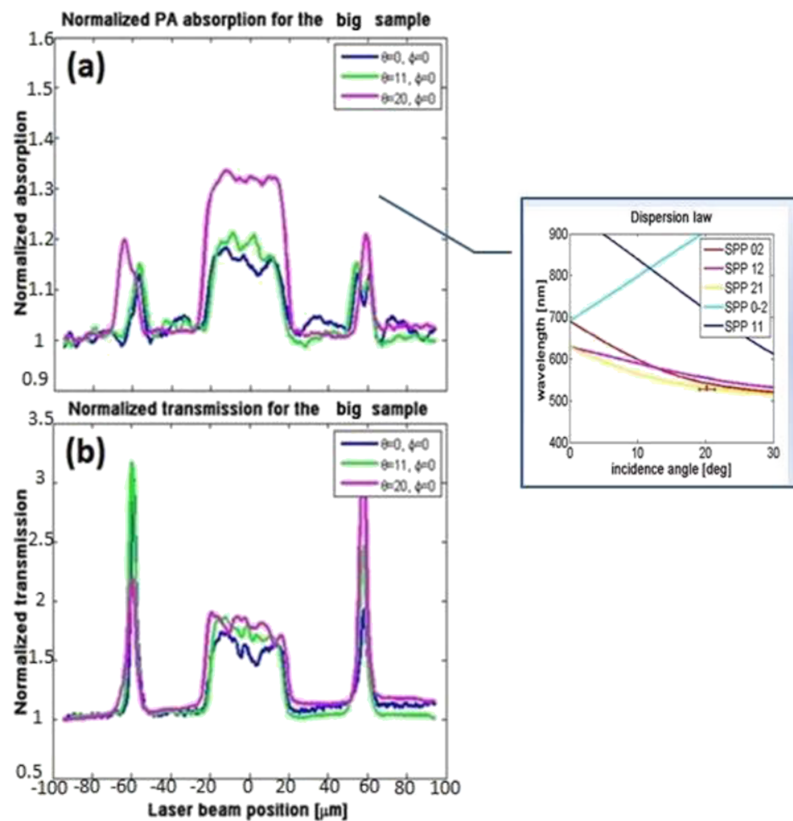 Normalized PA absorption for the big sample
1.6
(a)
θ=0, ϕ=0
θ=11, ϕ=0
θ=20, ϕ=0
1.5
1.4
1.3
1.2
1.1
1
0.9
Normalized absorption
Dispersion law
900
800
700
600
500
400
wavelength [nm]
SPP 02
SPP 12
SPP 21
SPP 0-2
SPP 11
0 10 20 30
incidence angle [deg]
Normalized transmission for the big sample
3.5
(b)
θ=0, ϕ=0
θ=11, ϕ=0
θ=20, ϕ=0
3
2.5
2
1.5
1
0.5
Normalized transmission
-100 -80 -60 -40 -20 0 20 40 60 80 100
Laser beam position [μm]